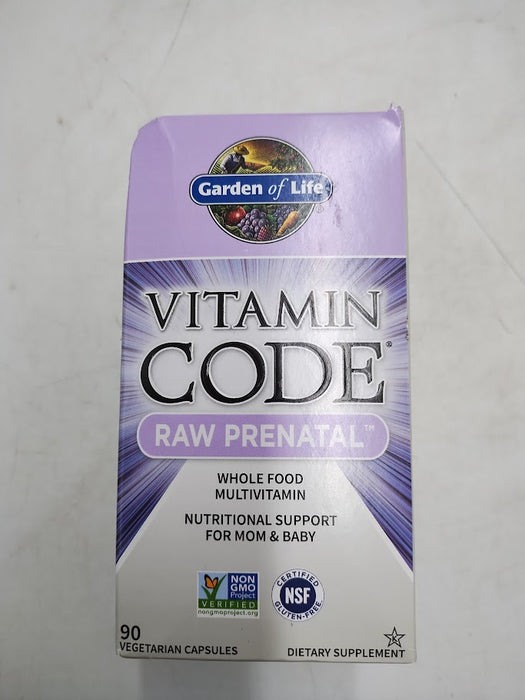 Garden of Life
®
VITAMIN
CODE®
RAW PRENATAL™
WHOLE FOOD
MULTIVITAMIN
NUTRITIONAL SUPPORT
FOR MOM & BABY
NON
GMO
Project
VERIFIED
nongmoproject.org
CERTIFIED
NSF
GLUTEN-FREE
90
VEGETARIAN CAPSULES
DIETARY SUPPLEMENT